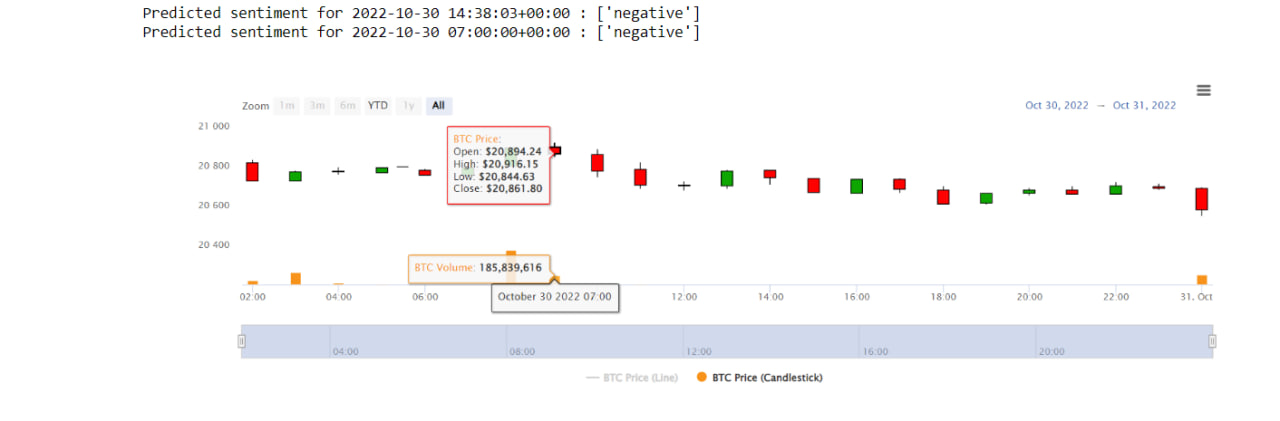 Predicted sentiment for 2022-10-30 14:38:03+00:00 : ['negative']
Predicted sentiment for 2022-10-30 07:00:00+00:00 : ['negative']
Zoom 1m 3m 6m YTD 1y All
Oct 30, 2022 → Oct 31, 2022
21 000
20 800
20 600
20 400
BTC Price:
Open: $20,894.24
High: $20,916.15
Low: $20,844.63
Close: $20,861.80
BTC Volume: 185,839,616
October 30 2022 07:00
02:00 04:00 06:00 12:00 14:00 16:00 18:00 20:00 22:00 31. Oct
04:00 08:00 12:00 16:00 20:00
BTC Price (Line) BTC Price (Candlestick)